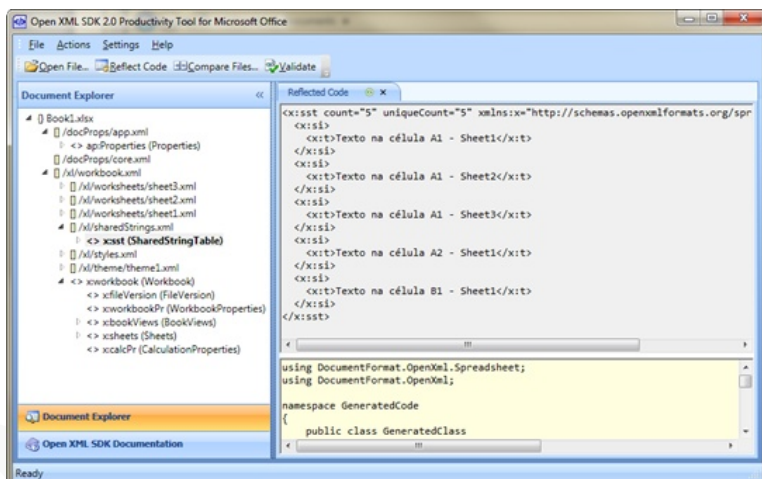 Open XML SDK 2.0 Productivity Tool for Microsoft Office
File Actions Settings Help
Open File... Reflect Code Compare Files... Validate
Document Explorer «
{} Book1.xlsx
[] /docProps/app.xml
<> ap:Properties (Properties)
[] /docProps/core.xml
[] /xl/workbook.xml
[] /xl/worksheets/sheet3.xml
[] /xl/worksheets/sheet2.xml
[] /xl/worksheets/sheet1.xml
[] /xl/sharedStrings.xml
<> x:sst (SharedStringTable)
[] /xl/styles.xml
[] /xl/theme/theme1.xml
<> x:workbook (Workbook)
<> x:fileVersion (FileVersion)
<> x:workbookPr (WorkbookProperties)
<> x:bookViews (BookViews)
<> x:sheets (Sheets)
<> x:calcPr (CalculationProperties)
Document Explorer
Open XML SDK Documentation
Reflected Code
<x:sst count="5" uniqueCount="5" xmlns:x="http://schemas.openxmlformats.org/spr
<x:si>
<x:t>Texto na célula A1 - Sheet1</x:t>
</x:si>
<x:si>
<x:t>Texto na célula A1 - Sheet2</x:t>
</x:si>
<x:si>
<x:t>Texto na célula A1 - Sheet3</x:t>
</x:si>
<x:si>
<x:t>Texto na célula A2 - Sheet1</x:t>
</x:si>
<x:si>
<x:t>Texto na célula B1 - Sheet1</x:t>
</x:si>
</x:sst>
using DocumentFormat.OpenXml.Spreadsheet;
using DocumentFormat.OpenXml;
namespace GeneratedCode
{
public class GeneratedClass
Ready